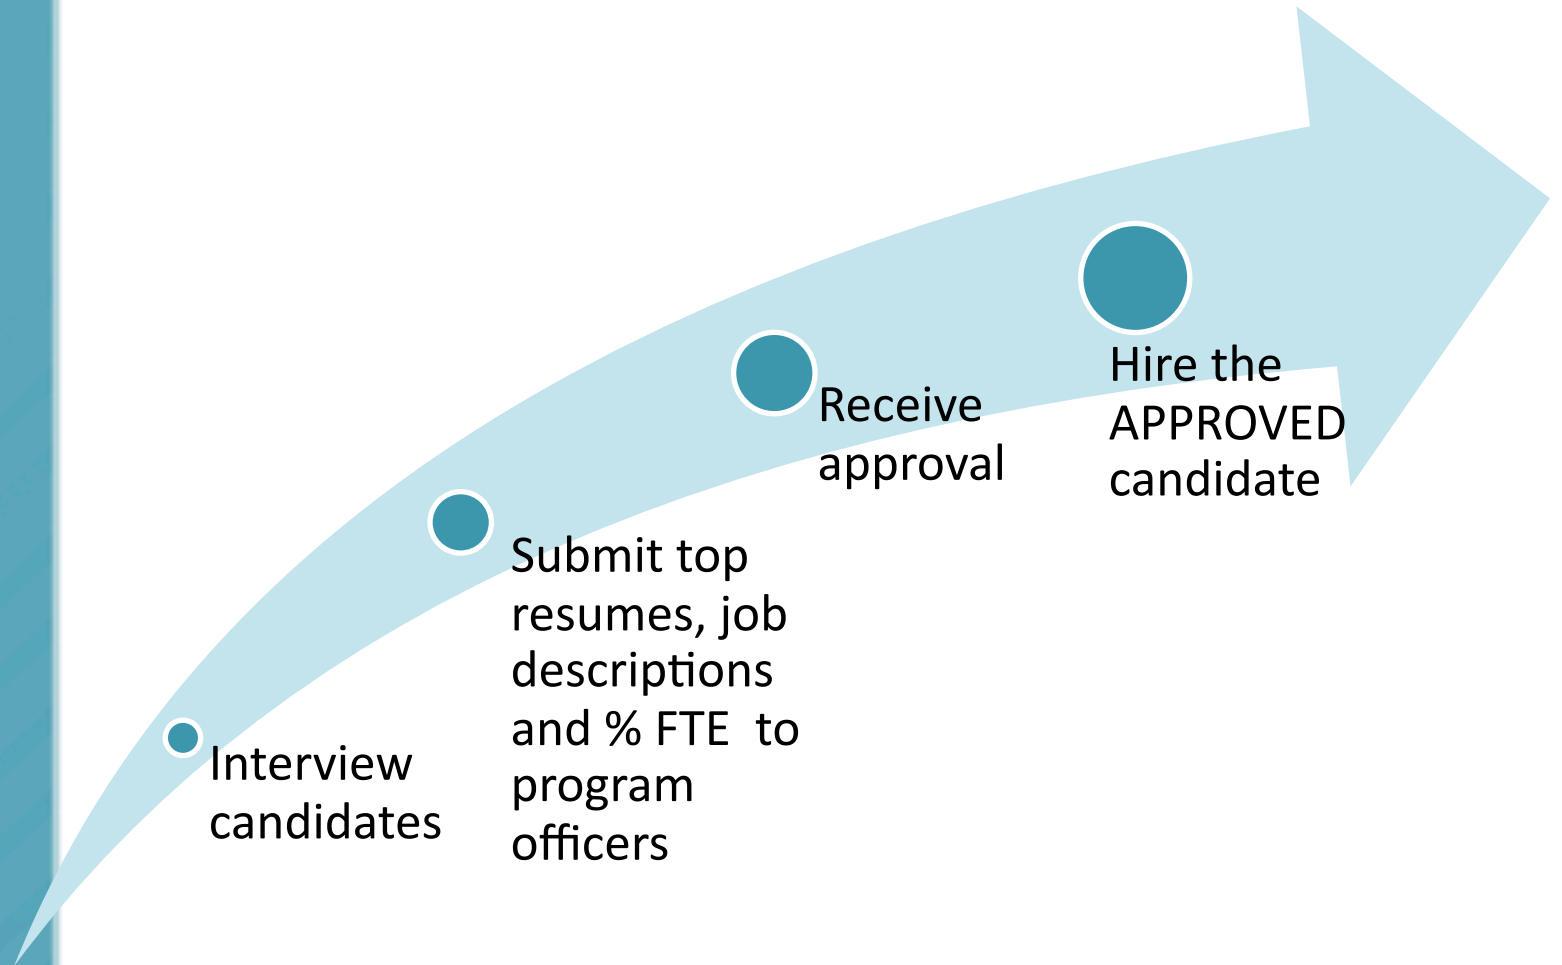 Interview
candidates
Submit top
resumes, job
descriptions
and % FTE  to
program
officers
Receive
approval
Hire the
APPROVED
candidate